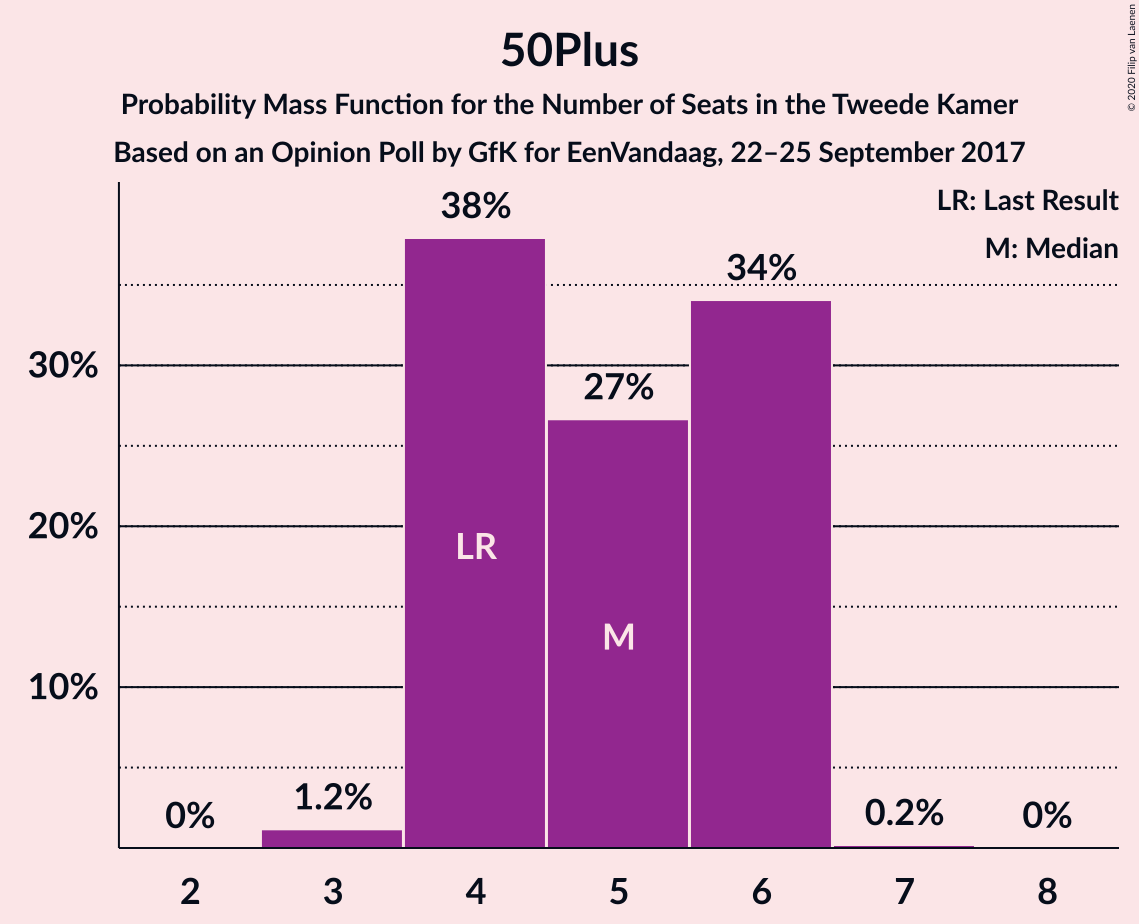 50Plus
Probability Mass Function for the Number of Seats in the Tweede Kamer
Based on an Opinion Poll by GfK for EenVandaag, 22–25 September 2017
© 2020 Filip van Laenen
LR: Last Result
M: Median
38%
34%
30%
27%
20%
LR
M
10%
0%
1.2%
0.2%
0%
2 3 4 5 6 7 8